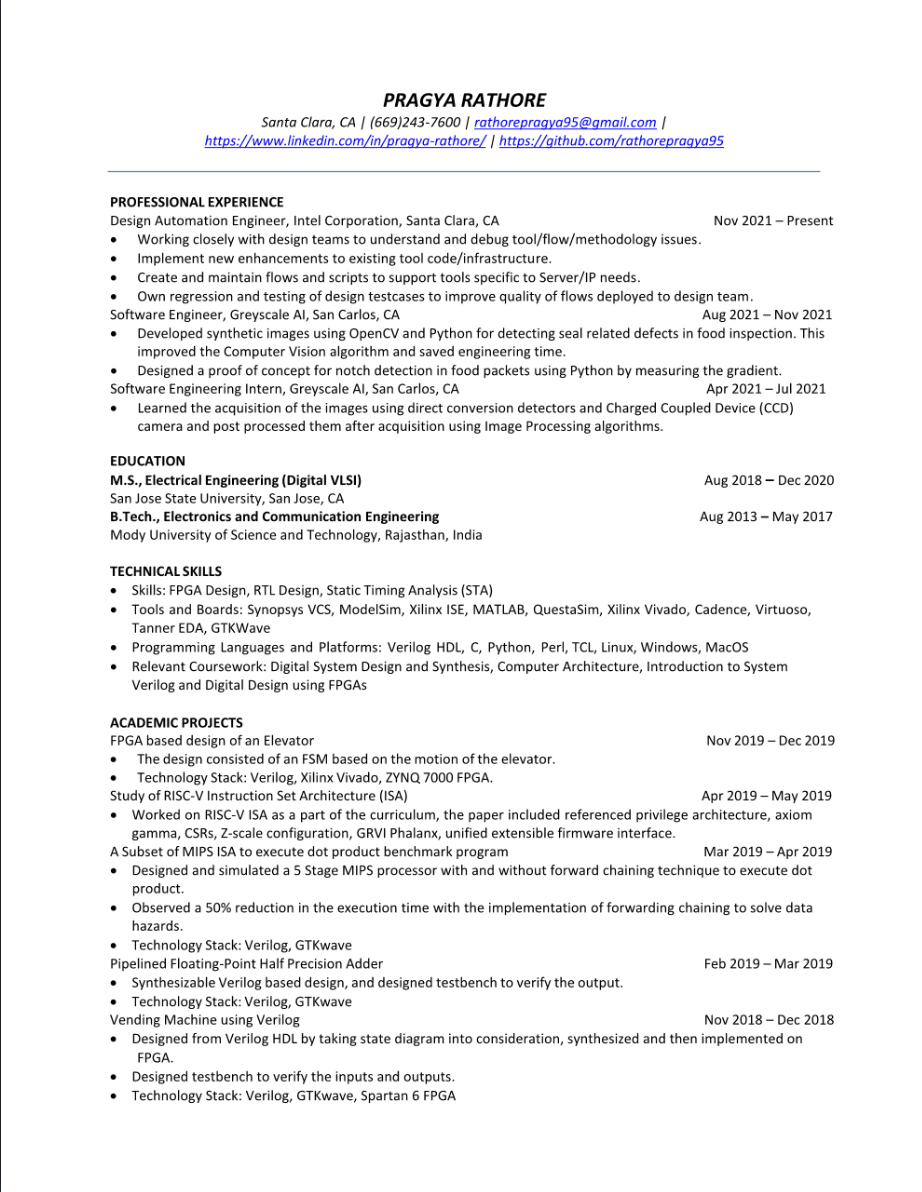 PRAGYA RATHORE
Santa Clara, CA | (669)243-7600 | rathorepragya95@gmail.com |
https://www.linkedin.com/in/pragya-rathore/ | https://github.com/rathorepragya95
PROFESSIONAL EXPERIENCE
Design Automation Engineer, Intel Corporation, Santa Clara, CA Nov 2021 – Present
• Working closely with design teams to understand and debug tool/flow/methodology issues.
• Implement new enhancements to existing tool code/infrastructure.
• Create and maintain flows and scripts to support tools specific to Server/IP needs.
• Own regression and testing of design testcases to improve quality of flows deployed to design team.
Software Engineer, Greyscale AI, San Carlos, CA Aug 2021 – Nov 2021
• Developed synthetic images using OpenCV and Python for detecting seal related defects in food inspection. This
improved the Computer Vision algorithm and saved engineering time.
• Designed a proof of concept for notch detection in food packets using Python by measuring the gradient.
Software Engineering Intern, Greyscale AI, San Carlos, CA Apr 2021 – Jul 2021
• Learned the acquisition of the images using direct conversion detectors and Charged Coupled Device (CCD)
camera and post processed them after acquisition using Image Processing algorithms.
EDUCATION
M.S., Electrical Engineering (Digital VLSI) Aug 2018 – Dec 2020
San Jose State University, San Jose, CA
B.Tech., Electronics and Communication Engineering Aug 2013 – May 2017
Mody University of Science and Technology, Rajasthan, India
TECHNICAL SKILLS
• Skills: FPGA Design, RTL Design, Static Timing Analysis (STA)
• Tools and Boards: Synopsys VCS, ModelSim, Xilinx ISE, MATLAB, QuestaSim, Xilinx Vivado, Cadence, Virtuoso,
Tanner EDA, GTKWave
• Programming Languages and Platforms: Verilog HDL, C, Python, Perl, TCL, Linux, Windows, MacOS
• Relevant Coursework: Digital System Design and Synthesis, Computer Architecture, Introduction to System
Verilog and Digital Design using FPGAs
ACADEMIC PROJECTS
FPGA based design of an Elevator Nov 2019 – Dec 2019
• The design consisted of an FSM based on the motion of the elevator.
• Technology Stack: Verilog, Xilinx Vivado, ZYNQ 7000 FPGA.
Study of RISC-V Instruction Set Architecture (ISA) Apr 2019 – May 2019
• Worked on RISC-V ISA as a part of the curriculum, the paper included referenced privilege architecture, axiom
gamma, CSRs, Z-scale configuration, GRVI Phalanx, unified extensible firmware interface.
A Subset of MIPS ISA to execute dot product benchmark program Mar 2019 – Apr 2019
• Designed and simulated a 5 Stage MIPS processor with and without forward chaining technique to execute dot
product.
• Observed a 50% reduction in the execution time with the implementation of forwarding chaining to solve data
hazards.
• Technology Stack: Verilog, GTKwave
Pipelined Floating-Point Half Precision Adder Feb 2019 – Mar 2019
• Synthesizable Verilog based design, and designed testbench to verify the output.
• Technology Stack: Verilog, GTKwave
Vending Machine using Verilog Nov 2018 – Dec 2018
• Designed from Verilog HDL by taking state diagram into consideration, synthesized and then implemented on
FPGA.
• Designed testbench to verify the inputs and outputs.
• Technology Stack: Verilog, GTKwave, Spartan 6 FPGA